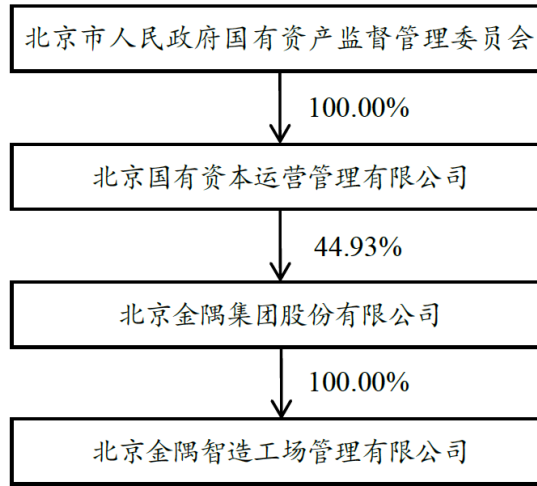 北京市人民政府国有资产监督管理委员会
100.00%
北京国有资本运营管理有限公司
44.93%
北京金隅集团股份有限公司
100.00%
北京金隅智造工场管理有限公司